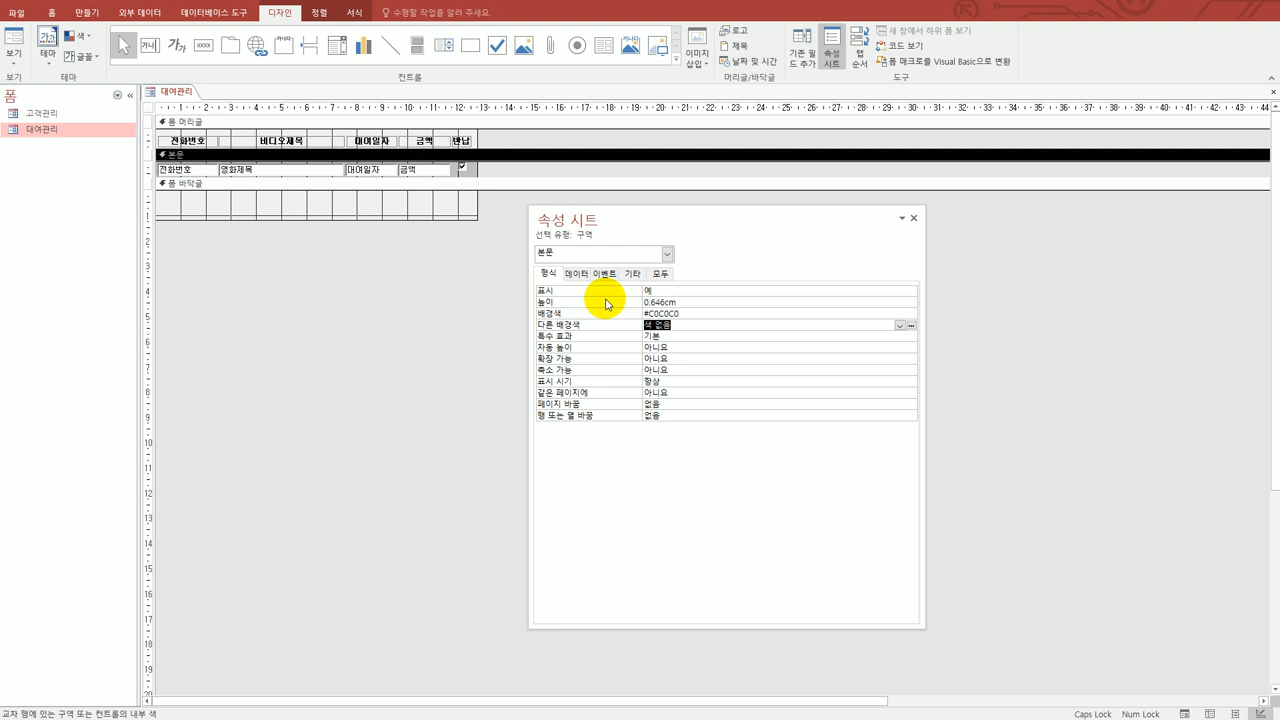 파일 홈 만들기 외부 데이터 데이터베이스 도구 디자인 정렬 서식 수행할 작업을 알려 주세요.
보기
테마
색
글꼴
이미지 삽입
로고
제목
날짜 및 시간
기존 필드 추가
속성 시트
탭 순서
새 창에서 하위 폼 보기
코드 보기
폼 매크로를 Visual Basic으로 변환
보기 테마 컨트롤 머리글/바닥글 도구
폼
고객관리
대여관리
대여관리
폼 머리글
전화번호 비디오제목 대여일자 금액 반납
본문
전화번호 영화제목 대여일자 금액
폼 바닥글
속성 시트
선택 유형: 구역
본문
형식 데이터 이벤트 기타 모두
표시 예
높이 0.646cm
배경색 #C0C0C0
다른 배경색 색 없음
특수 효과 기본
자동 높이 아니요
확장 가능 아니요
축소 가능 아니요
표시 시기 항상
같은 페이지에 아니요
페이지 바꿈 없음
행 또는 열 바꿈 없음
교차 행에 있는 구역 또는 컨트롤의 내부 색 Caps Lock Num Lock